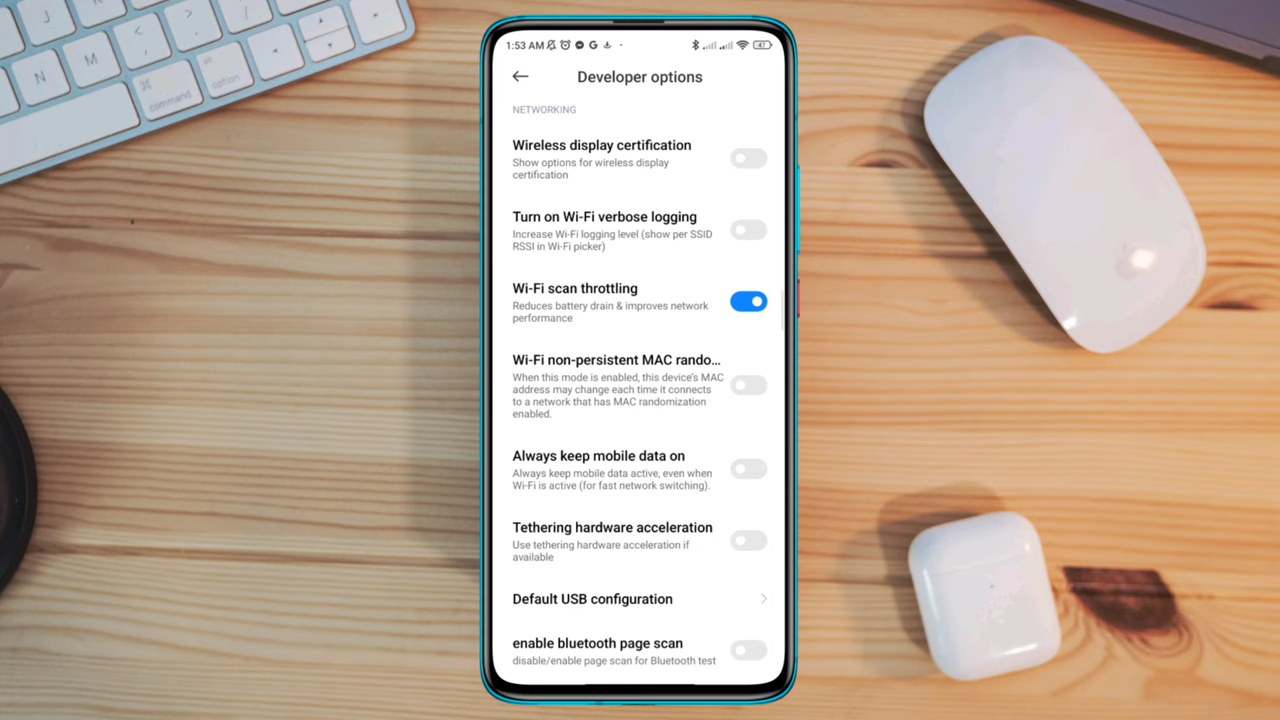 J
N
M
<
,
>
.
?
/
⌘
command
alt
option
1:53 AM
G
47
Developer options
NETWORKING
Wireless display certification
Show options for wireless display
certification
Turn on Wi-Fi verbose logging
Increase Wi-Fi logging level (show per SSID
RSSI in Wi-Fi picker)
Wi-Fi scan throttling
Reduces battery drain & improves network
performance
Wi-Fi non-persistent MAC rando...
When this mode is enabled, this device's MAC
address may change each time it connects
to a network that has MAC randomization
enabled.
Always keep mobile data on
Always keep mobile data active, even when
Wi-Fi is active (for fast network switching).
Tethering hardware acceleration
Use tethering hardware acceleration if
available
Default USB configuration
enable bluetooth page scan
disable/enable page scan for Bluetooth test